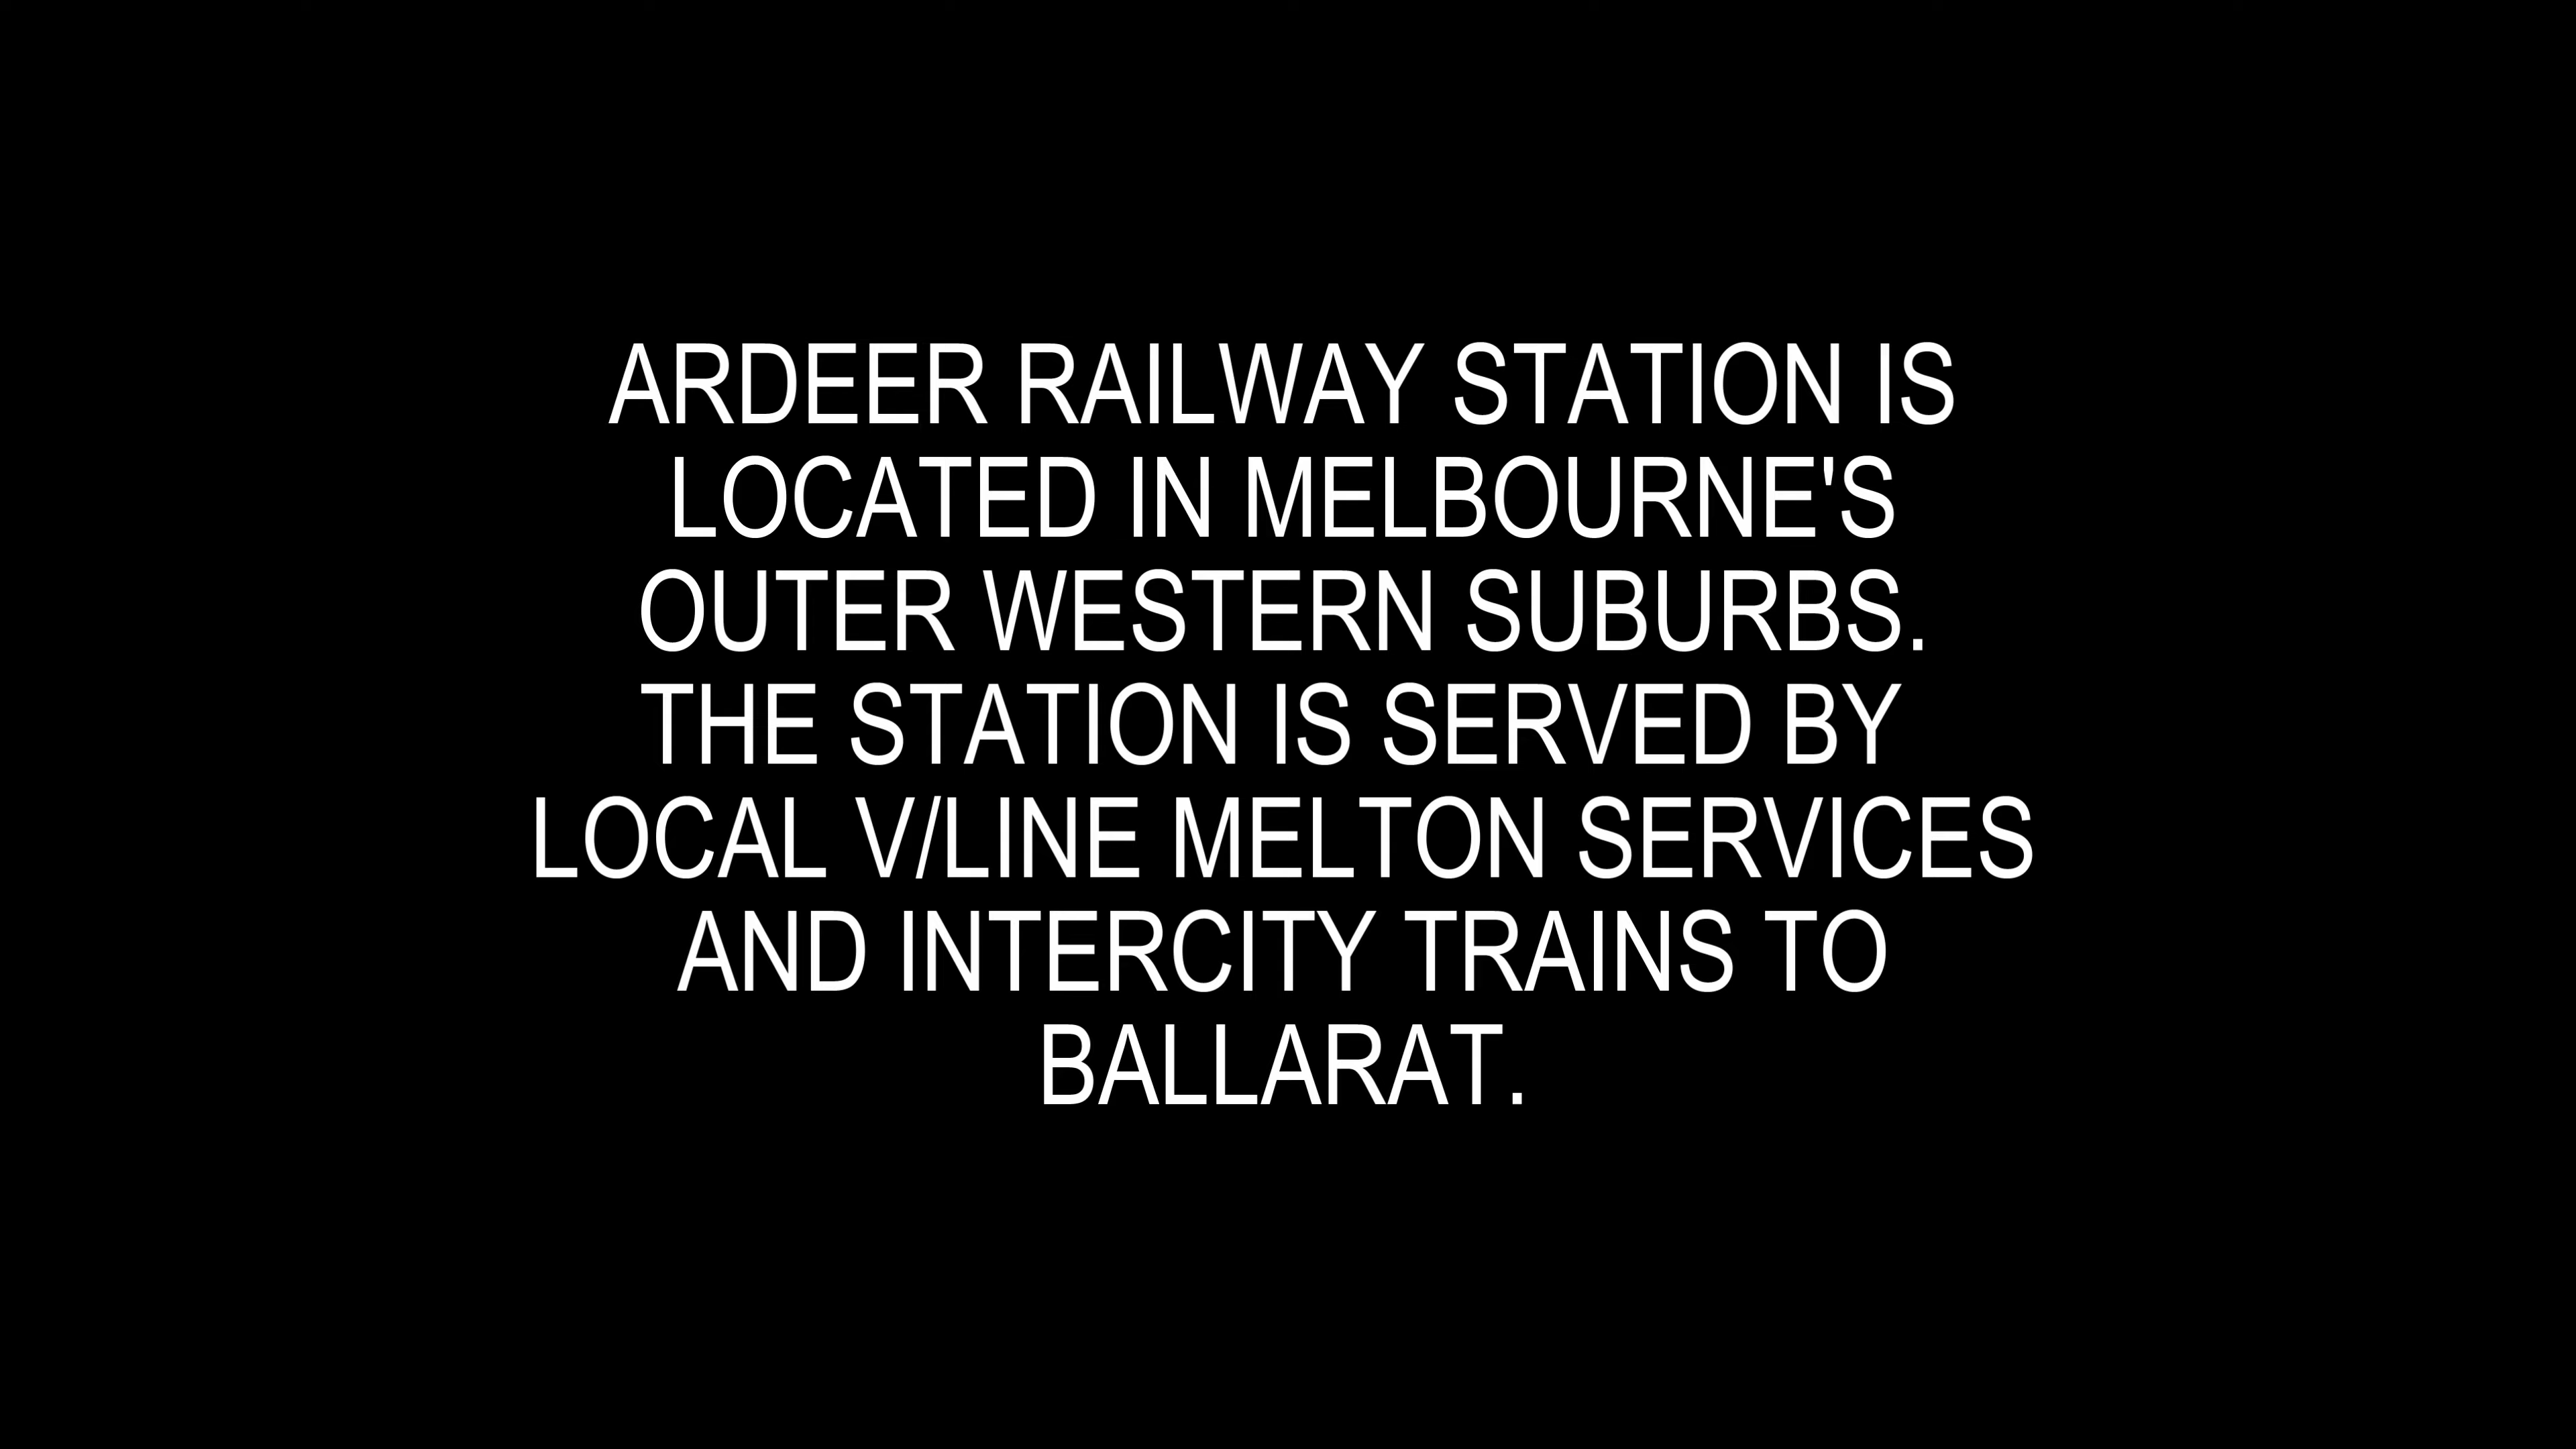 ARDEER RAILWAY STATION IS
LOCATED IN MELBOURNE'S
OUTER WESTERN SUBURBS.
THE STATION IS SERVED BY
LOCAL V/LINE MELTON SERVICES
AND INTERCITY TRAINS TO
BALLARAT.